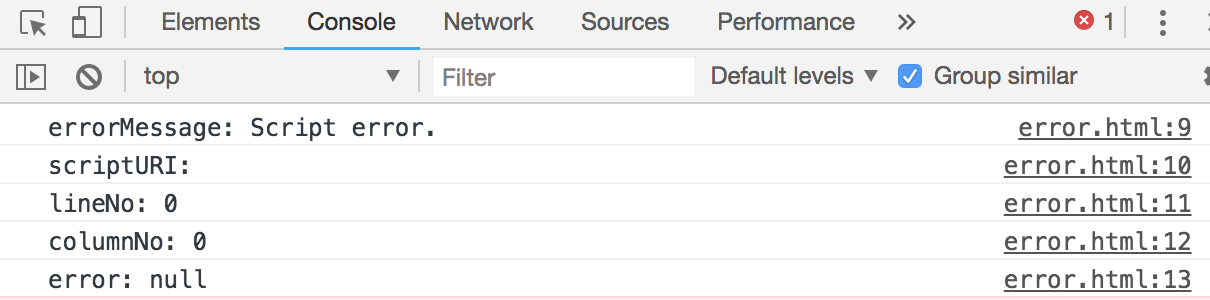 Elements Console Network Sources Performance » 1
top Filter Default levels Group similar
errorMessage: Script error. error.html:9
scriptURI: error.html:10
lineNo: 0 error.html:11
columnNo: 0 error.html:12
error: null error.html:13